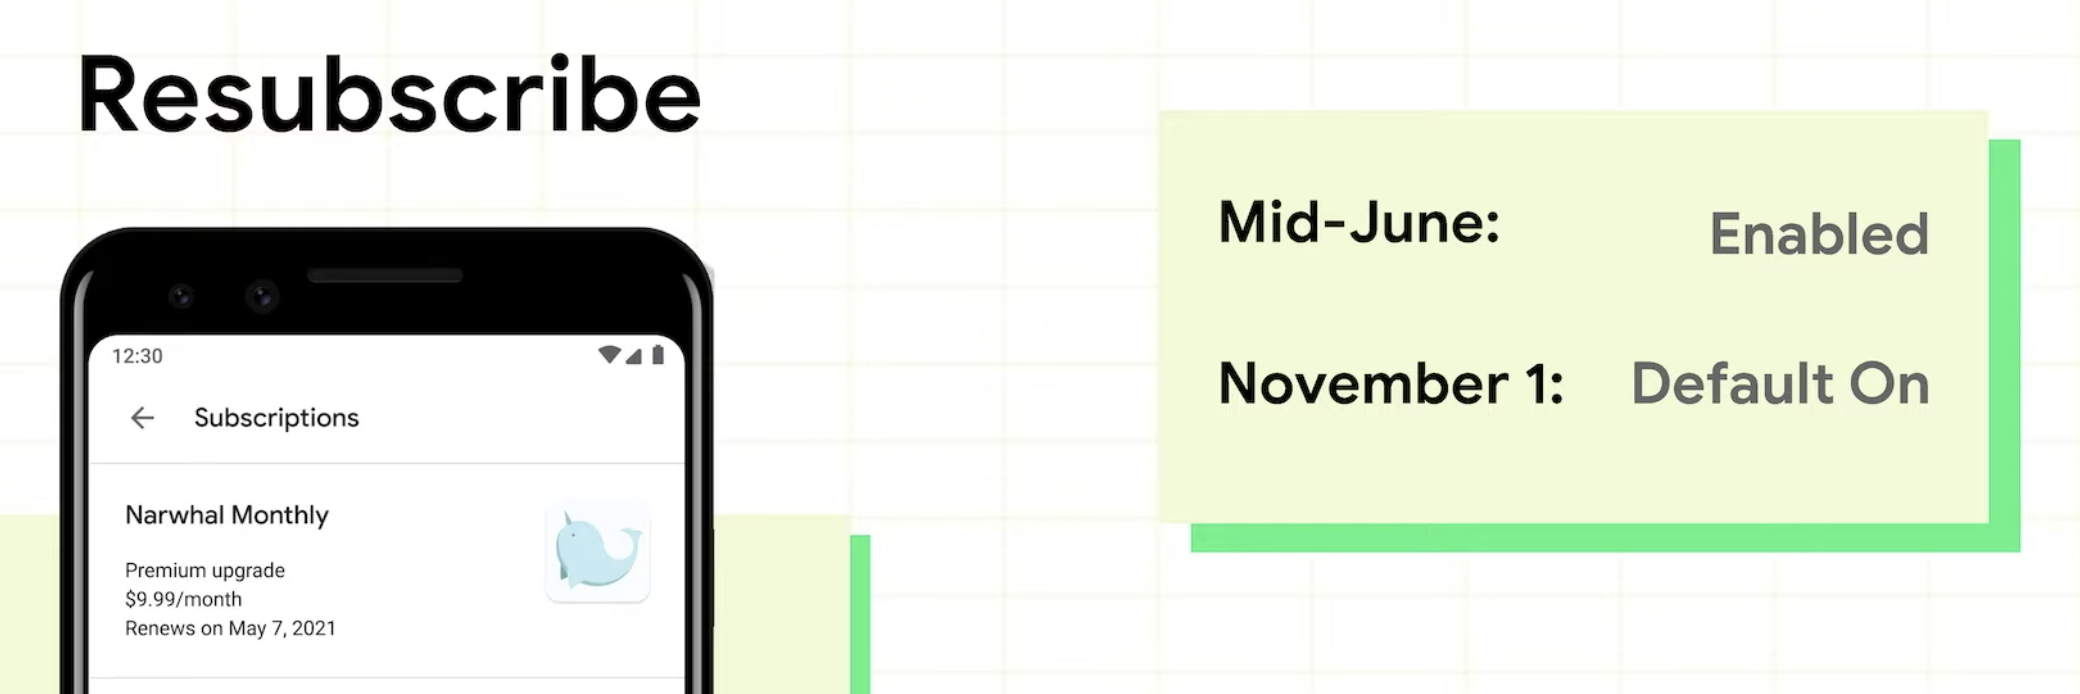 Resubscribe
12:30
Subscriptions
Narwhal Monthly
Premium upgrade
$9.99/month
Renews on May 7, 2021
Mid-June: Enabled
November 1: Default On